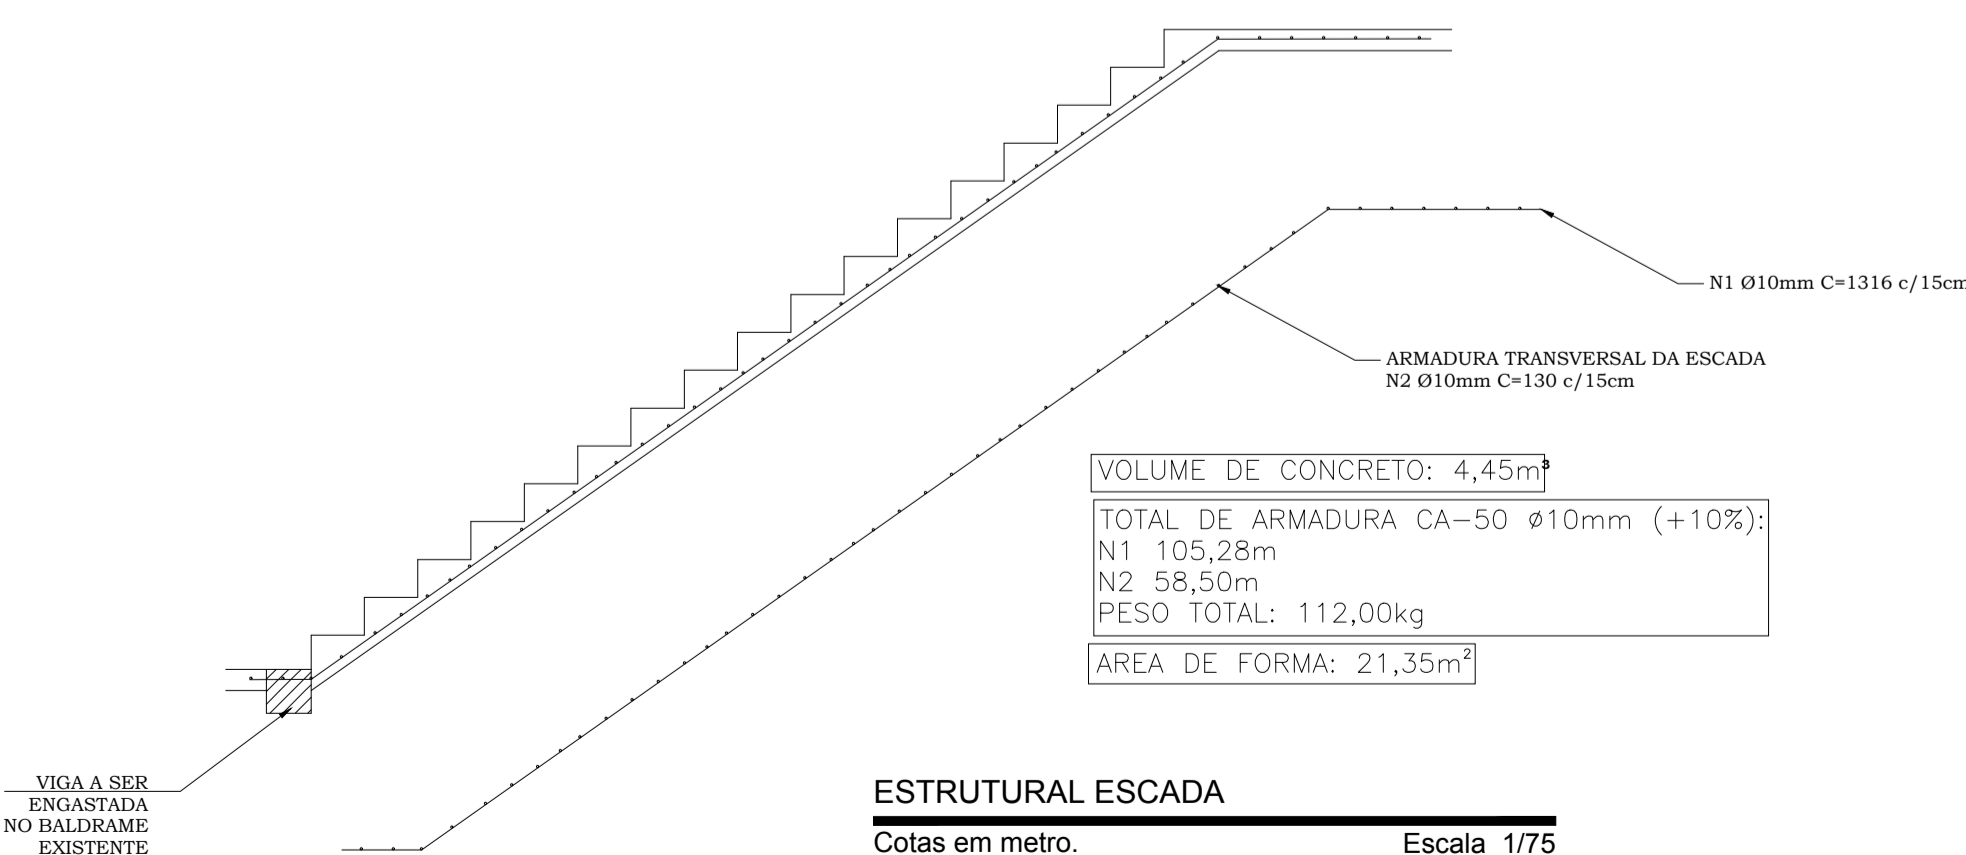 N1 Ø10mm C=1316 c/15cm
ARMADURA TRANSVERSAL DA ESCADA
N2 Ø10mm C=130 c/15cm
VOLUME DE CONCRETO: 4,45m³
TOTAL DE ARMADURA CA-50 Ø10mm (+10%):
N1 105,28m
N2 58,50m
PESO TOTAL: 112,00kg
AREA DE FORMA: 21,35m²
VIGA A SER
ENGASTADA
NO BALDRAME
EXISTENTE
ESTRUTURAL ESCADA
Cotas em metro.
Escala 1/75